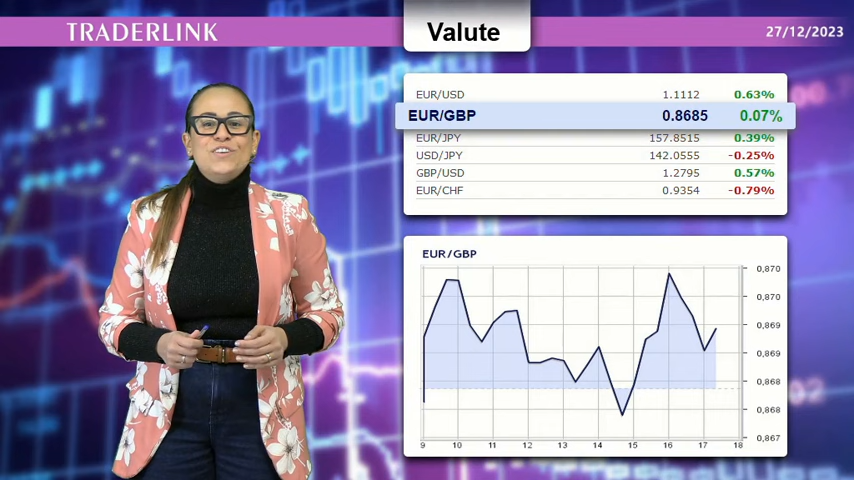 TRADERLINK
Valute
27/12/2023
EUR/USD 1.1112 0.63%
EUR/GBP 0.8685 0.07%
EUR/JPY 157.8515 0.39%
USD/JPY 142.0555 -0.25%
GBP/USD 1.2795 0.57%
EUR/CHF 0.9354 -0.79%
EUR/GBP
0,870
0,870
0,869
0,869
0,868
0,868
0,867
9 10 11 12 13 14 15 16 17 18